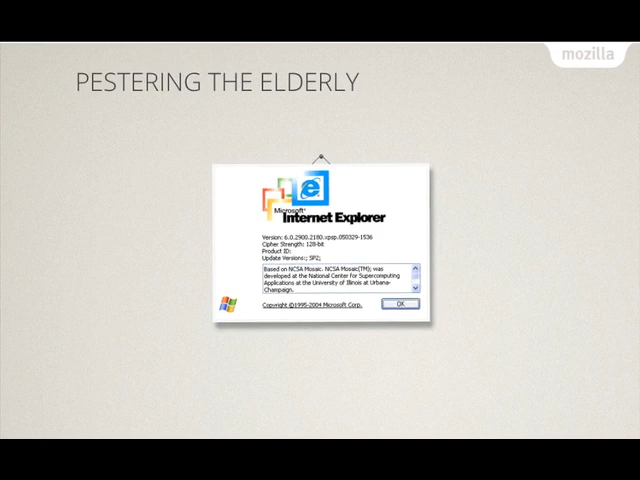 mozilla
PESTERING THE ELDERLY
Microsoft
Internet Explorer
Version: 6.0.2900.2180.xpsp.050329-1536
Cipher Strength: 128-bit
Product ID:
Update Versions:; SP2;
Based on NCSA Mosaic. NCSA Mosaic(TM); was
developed at the National Center for Supercomputing
Applications at the University of Illinois at Urbana-
Champaign.
Copyright ©1995-2004 Microsoft Corp.
OK